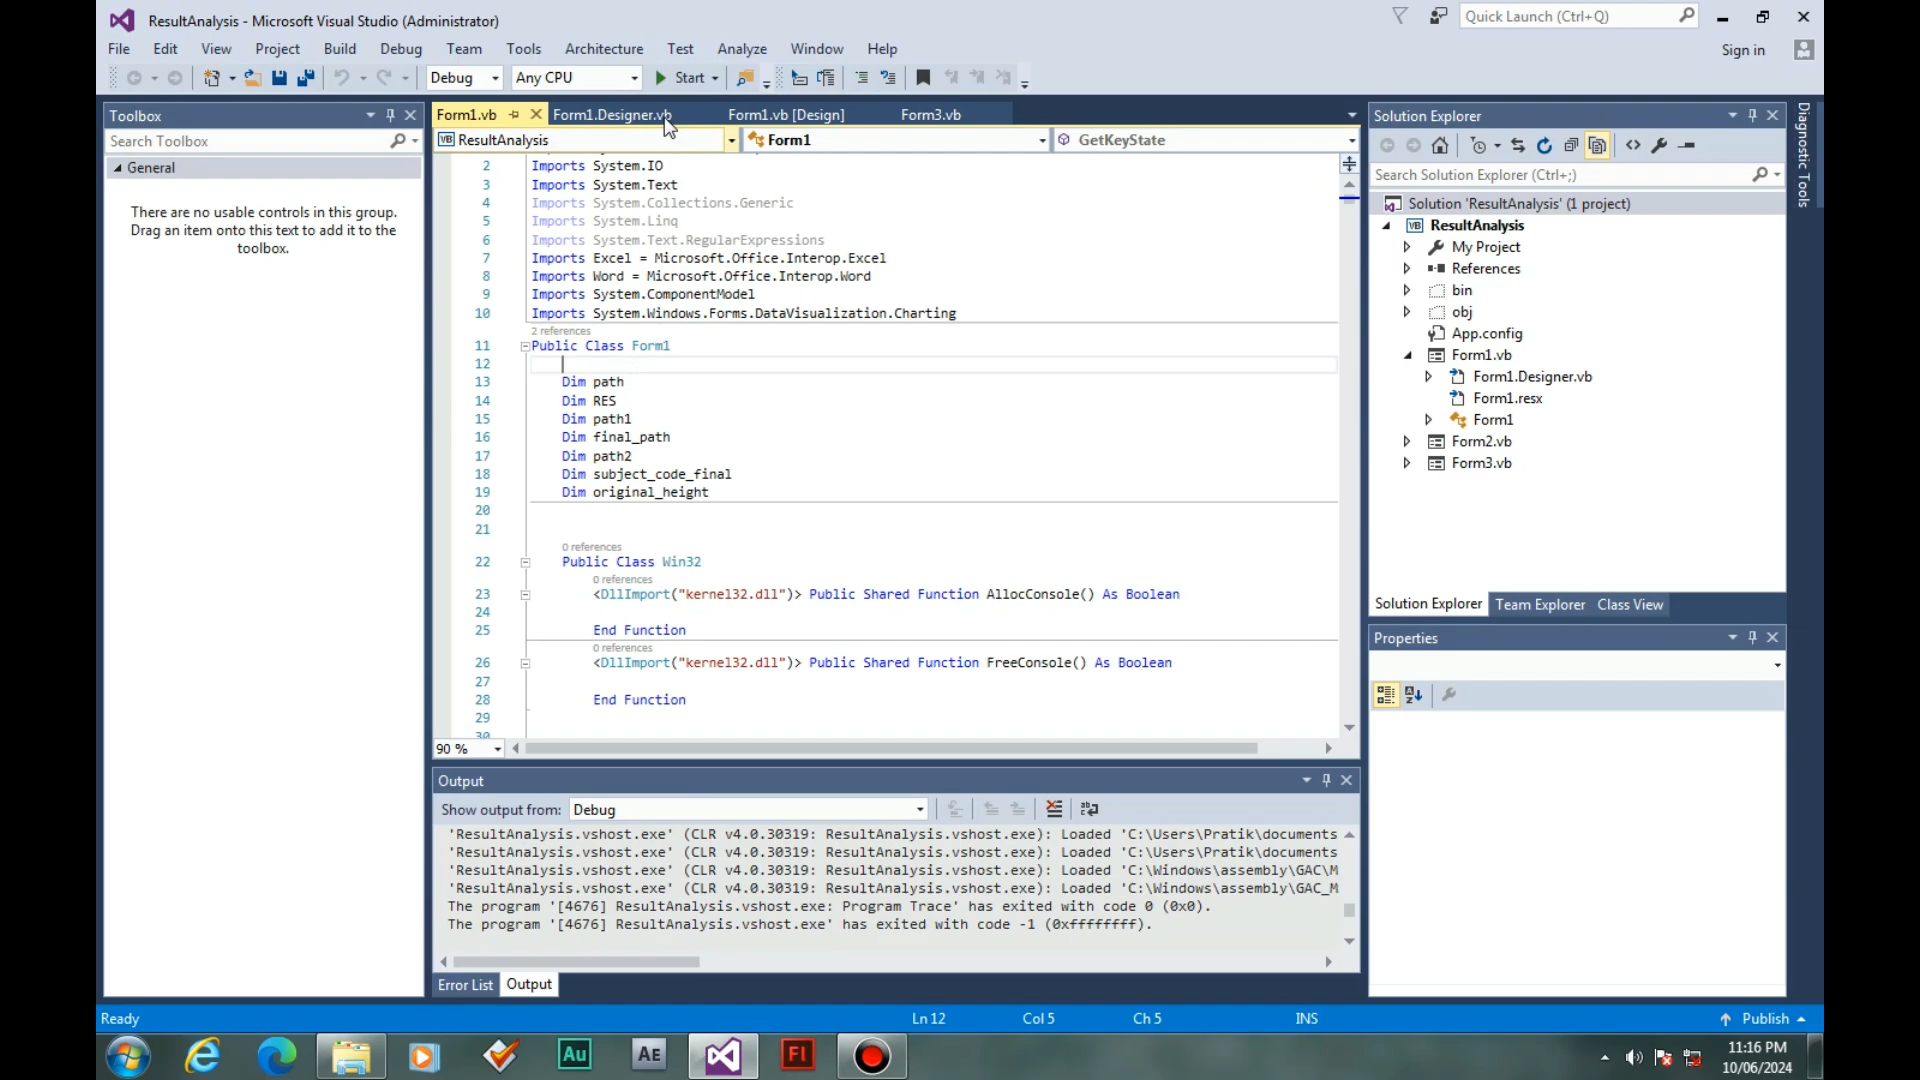 ResultAnalysis - Microsoft Visual Studio (Administrator)
Quick Launch (Ctrl+Q)
File Edit View Project Build Debug Team Tools Architecture Test Analyze Window Help
Sign in
Debug Any CPU Start
Toolbox
Search Toolbox
General
There are no usable controls in this group.
Drag an item onto this text to add it to the
toolbox.
Form1.vb Form1.Designer.vb Form1.vb [Design] Form3.vb
ResultAnalysis Form1 GetKeyState
2 Imports System.IO
3 Imports System.Text
4 Imports System.Collections.Generic
5 Imports System.Linq
6 Imports System.Text.RegularExpressions
7 Imports Excel = Microsoft.Office.Interop.Excel
8 Imports Word = Microsoft.Office.Interop.Word
9 Imports System.ComponentModel
10 Imports System.Windows.Forms.DataVisualization.Charting
2 references
11 Public Class Form1
12
13 Dim path
14 Dim RES
15 Dim path1
16 Dim final_path
17 Dim path2
18 Dim subject_code_final
19 Dim original_height
20
21
0 references
22 Public Class Win32
0 references
23 <DllImport("kernel32.dll")> Public Shared Function AllocConsole() As Boolean
24
25 End Function
0 references
26 <DllImport("kernel32.dll")> Public Shared Function FreeConsole() As Boolean
27
28 End Function
29
30
90 %
Output
Show output from: Debug
'ResultAnalysis.vshost.exe' (CLR v4.0.30319: ResultAnalysis.vshost.exe): Loaded 'C:\Users\Pratik\documents
'ResultAnalysis.vshost.exe' (CLR v4.0.30319: ResultAnalysis.vshost.exe): Loaded 'C:\Users\Pratik\documents
'ResultAnalysis.vshost.exe' (CLR v4.0.30319: ResultAnalysis.vshost.exe): Loaded 'C:\Windows\assembly\GAC\M
'ResultAnalysis.vshost.exe' (CLR v4.0.30319: ResultAnalysis.vshost.exe): Loaded 'C:\Windows\assembly\GAC_M
The program '[4676] ResultAnalysis.vshost.exe: Program Trace' has exited with code 0 (0x0).
The program '[4676] ResultAnalysis.vshost.exe' has exited with code -1 (0xffffffff).
Error List Output
Solution Explorer
Search Solution Explorer (Ctrl+;)
Solution 'ResultAnalysis' (1 project)
VB ResultAnalysis
My Project
References
bin
obj
App.config
Form1.vb
Form1.Designer.vb
Form1.resx
Form1
Form2.vb
Form3.vb
Solution Explorer Team Explorer Class View
Properties
Diagnostic Tools
Ready Ln 12 Col 5 Ch 5 INS Publish
Au AE Fl
11:16 PM
10/06/2024